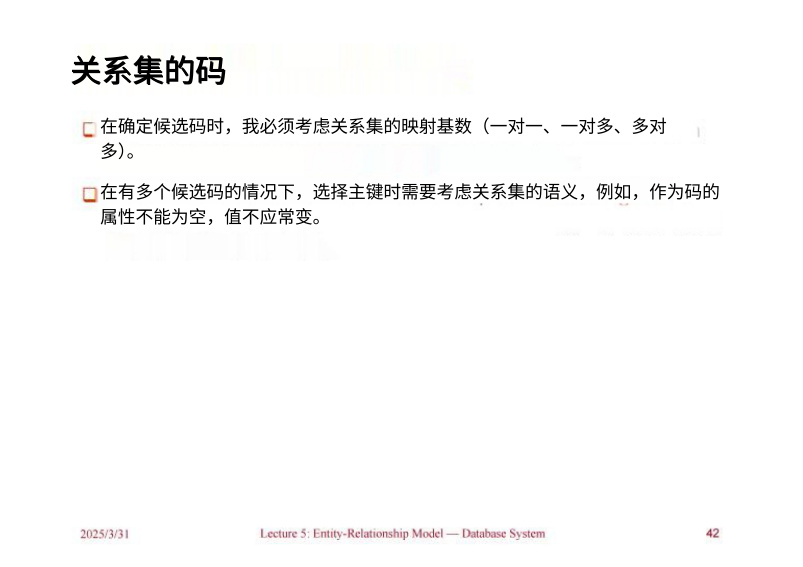 关系集的码
在确定候选码时，我必须考虑关系集的映射基数（一对一、一对多、多对
多）。
在有多个候选码的情况下，选择主键时需要考虑关系集的语义，例如，作为码的
属性不能为空，值不应常变。
2025/3/31
Lecture 5: Entity-Relationship Model — Database System
42